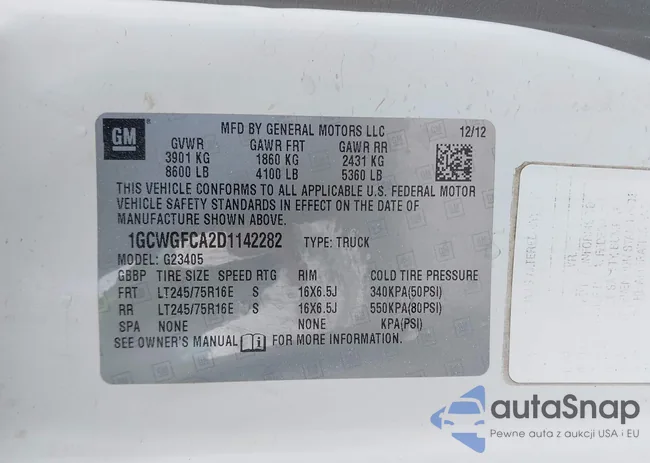 GM
MFD BY GENERAL MOTORS LLC 12/12
GVWR GAWR FRT GAWR RR
3901 KG 1860 KG 2431 KG
8600 LB 4100 LB 5360 LB
THIS VEHICLE CONFORMS TO ALL APPLICABLE U.S. FEDERAL MOTOR
VEHICLE SAFETY STANDARDS IN EFFECT ON THE DATE OF
MANUFACTURE SHOWN ABOVE.
1GCWGFCA2D1142282 TYPE: TRUCK
MODEL: G23405
GBBP TIRE SIZE SPEED RTG RIM COLD TIRE PRESSURE
FRT LT245/75R16E S 16X6.5J 340KPA(50PSI)
RR LT245/75R16E S 16X6.5J 550KPA(80PSI)
SPA NONE NONE KPA(PSI)
SEE OWNER'S MANUAL FOR MORE INFORMATION.
autaSnap
Pewne auta z aukcji USA i EU